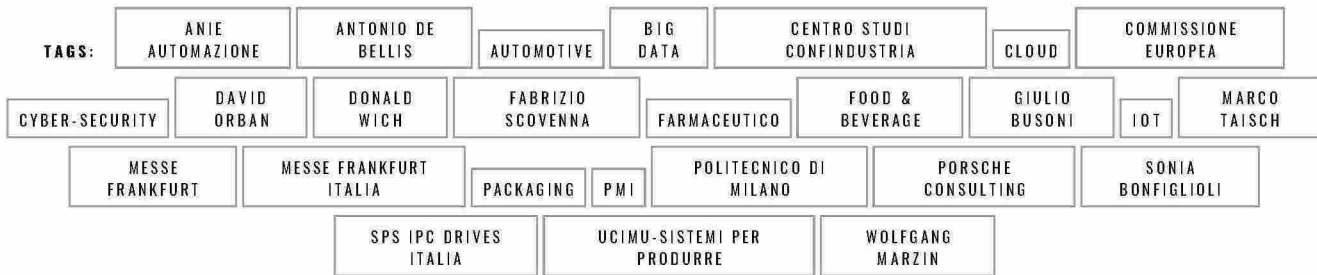 TAGS: ANIE AUTOMAZIONE ANTONIO DE BELLIS AUTOMOTIVE BIG DATA CENTRO STUDI CONFINDUSTRIA CLOUD COMMISSIONE EUROPEA
CYBER-SECURITY DAVID ORBAN DONALD WICH FABRIZIO SCOVENNA FARMACEUTICO FOOD & BEVERAGE GIULIO BUSONI IOT MARCO TAISCH
MESSE FRANKFURT MESSE FRANKFURT ITALIA PACKAGING PMI POLITECNICO DI MILANO PORSCHE CONSULTING SONIA BONFIGLIOLI
SPS IPC DRIVES ITALIA UCIMU-SISTEMI PER PRODURRE WOLFGANG MARZIN